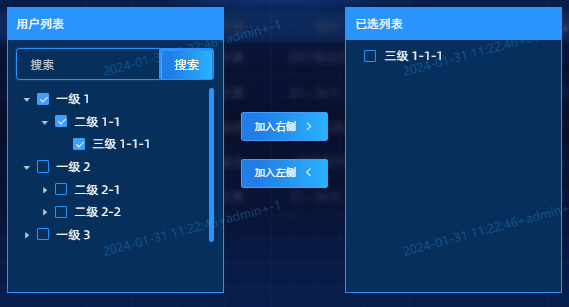 用户列表
搜索
搜索
一级 1
二级 1-1
三级 1-1-1
一级 2
二级 2-1
二级 2-2
一级 3
加入右侧
加入左侧
已选列表
三级 1-1-1
2024-01-31 11:22:46+admin+-1
2024-01-31 11:22:46+admin+-1
2024-01-31 11:22:46+admin+-1
2024-01-31 11:22:46+admin+-1